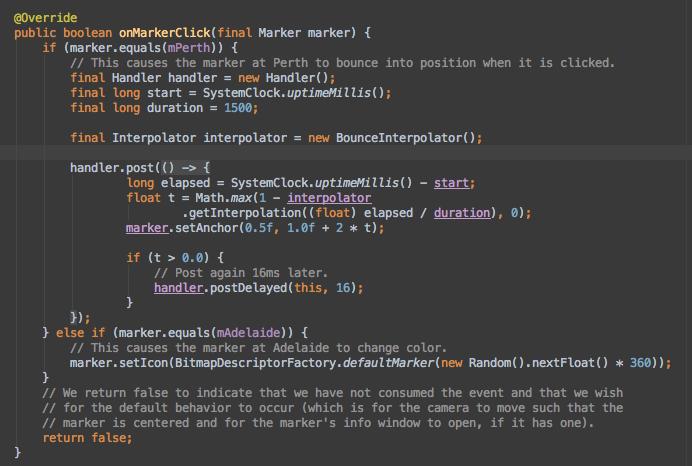 @Override
public boolean onMarkerClick(final Marker marker) {
    if (marker.equals(mPerth)) {
        // This causes the marker at Perth to bounce into position when it is clicked.
        final Handler handler = new Handler();
        final long start = SystemClock.uptimeMillis();
        final long duration = 1500;

        final Interpolator interpolator = new BounceInterpolator();

        handler.post(() -> {
                long elapsed = SystemClock.uptimeMillis() - start;
                float t = Math.max(1 - interpolator
                        .getInterpolation((float) elapsed / duration), 0);
                marker.setAnchor(0.5f, 1.0f + 2 * t);

                if (t > 0.0) {
                    // Post again 16ms later.
                    handler.postDelayed(this, 16);
                }
        });
    } else if (marker.equals(mAdelaide)) {
        // This causes the marker at Adelaide to change color.
        marker.setIcon(BitmapDescriptorFactory.defaultMarker(new Random().nextFloat() * 360));
    }
    // We return false to indicate that we have not consumed the event and that we wish
    // for the default behavior to occur (which is for the camera to move such that the
    // marker is centered and for the marker's info window to open, if it has one).
    return false;
}